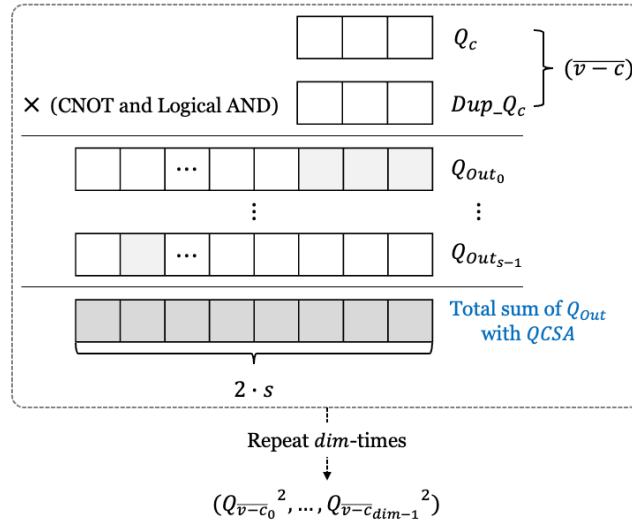 Q_c
(\overline{v − c})
× (CNOT and Logical AND) Dup_Q_c
⋯ Q_{Out_0}
⋮ ⋮
⋯ Q_{Out_{s−1}}
Total sum of Q_{Out}
with QCSA
2 · s
Repeat dim-times
(Q_{\overline{v−c}_0}^2, …, Q_{\overline{v−c}_{dim−1}}^2)